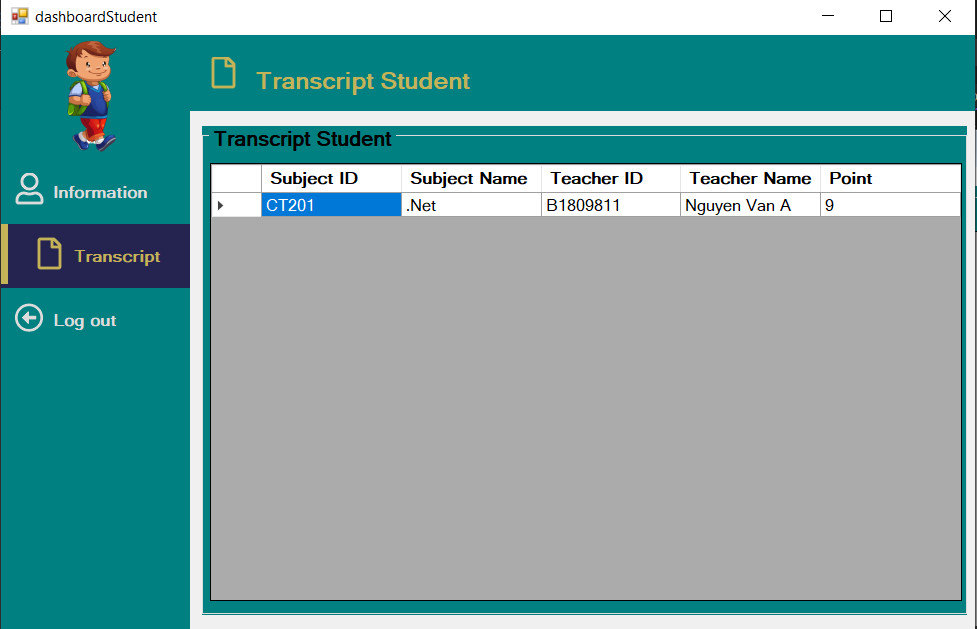 dashboardStudent
Transcript Student
Information
Transcript
Log out
Transcript Student
Subject ID Subject Name Teacher ID Teacher Name Point
CT201 .Net B1809811 Nguyen Van A 9